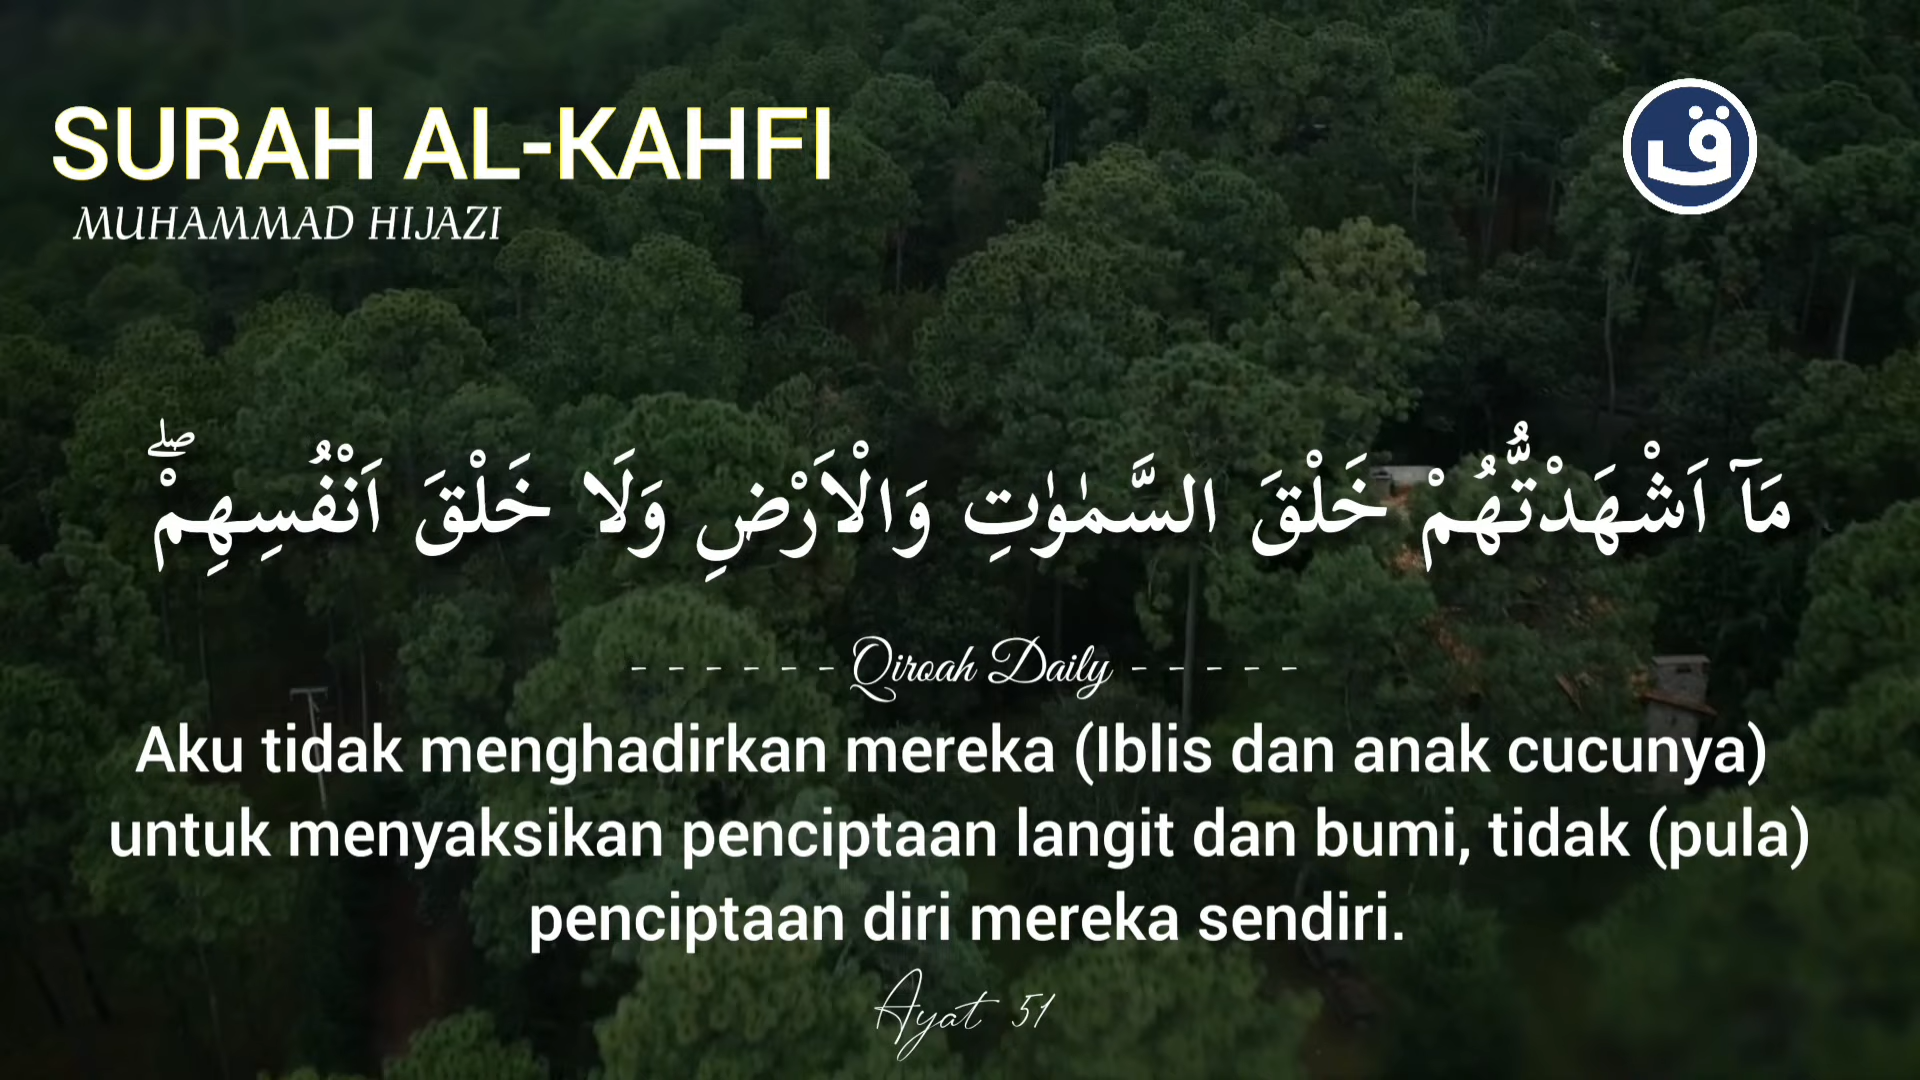 SURAH AL-KAHFI
MUHAMMAD HIJAZI
ق
مَآ اَشْهَدْتُّهُمْ خَلْقَ السَّمٰوٰتِ وَالْاَرْضِ وَلَا خَلْقَ اَنْفُسِهِمْۖ
- - - - - - Qiroah Daily - - - - -
Aku tidak menghadirkan mereka (Iblis dan anak cucunya)
untuk menyaksikan penciptaan langit dan bumi, tidak (pula)
penciptaan diri mereka sendiri.
Ayat 51